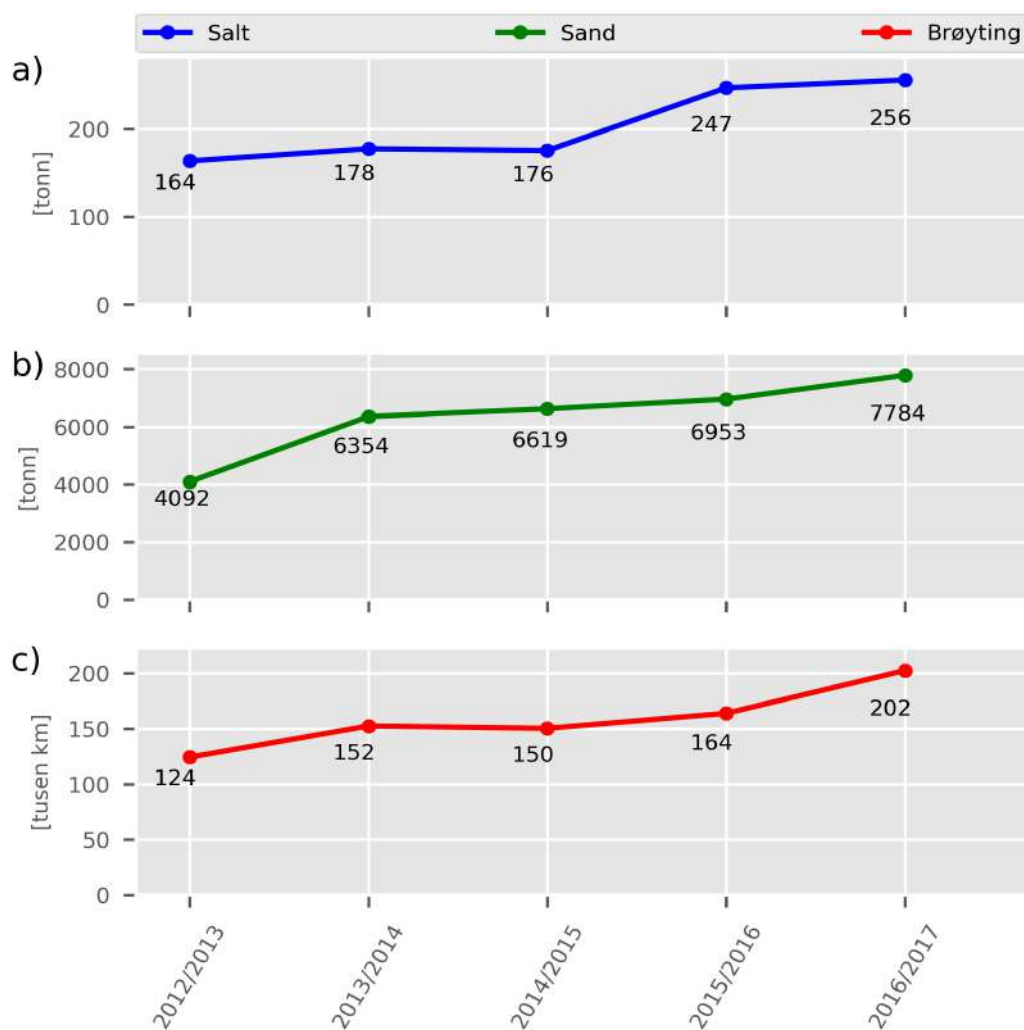 Salt Sand Brøyting
a)
200
100
0
[tonn]
164 178 176 247 256
b)
8000
6000
4000
2000
0
[tonn]
4092 6354 6619 6953 7784
c)
200
150
100
50
0
[tusen km]
124 152 150 164 202
2012/2013 2013/2014 2014/2015 2015/2016 2016/2017